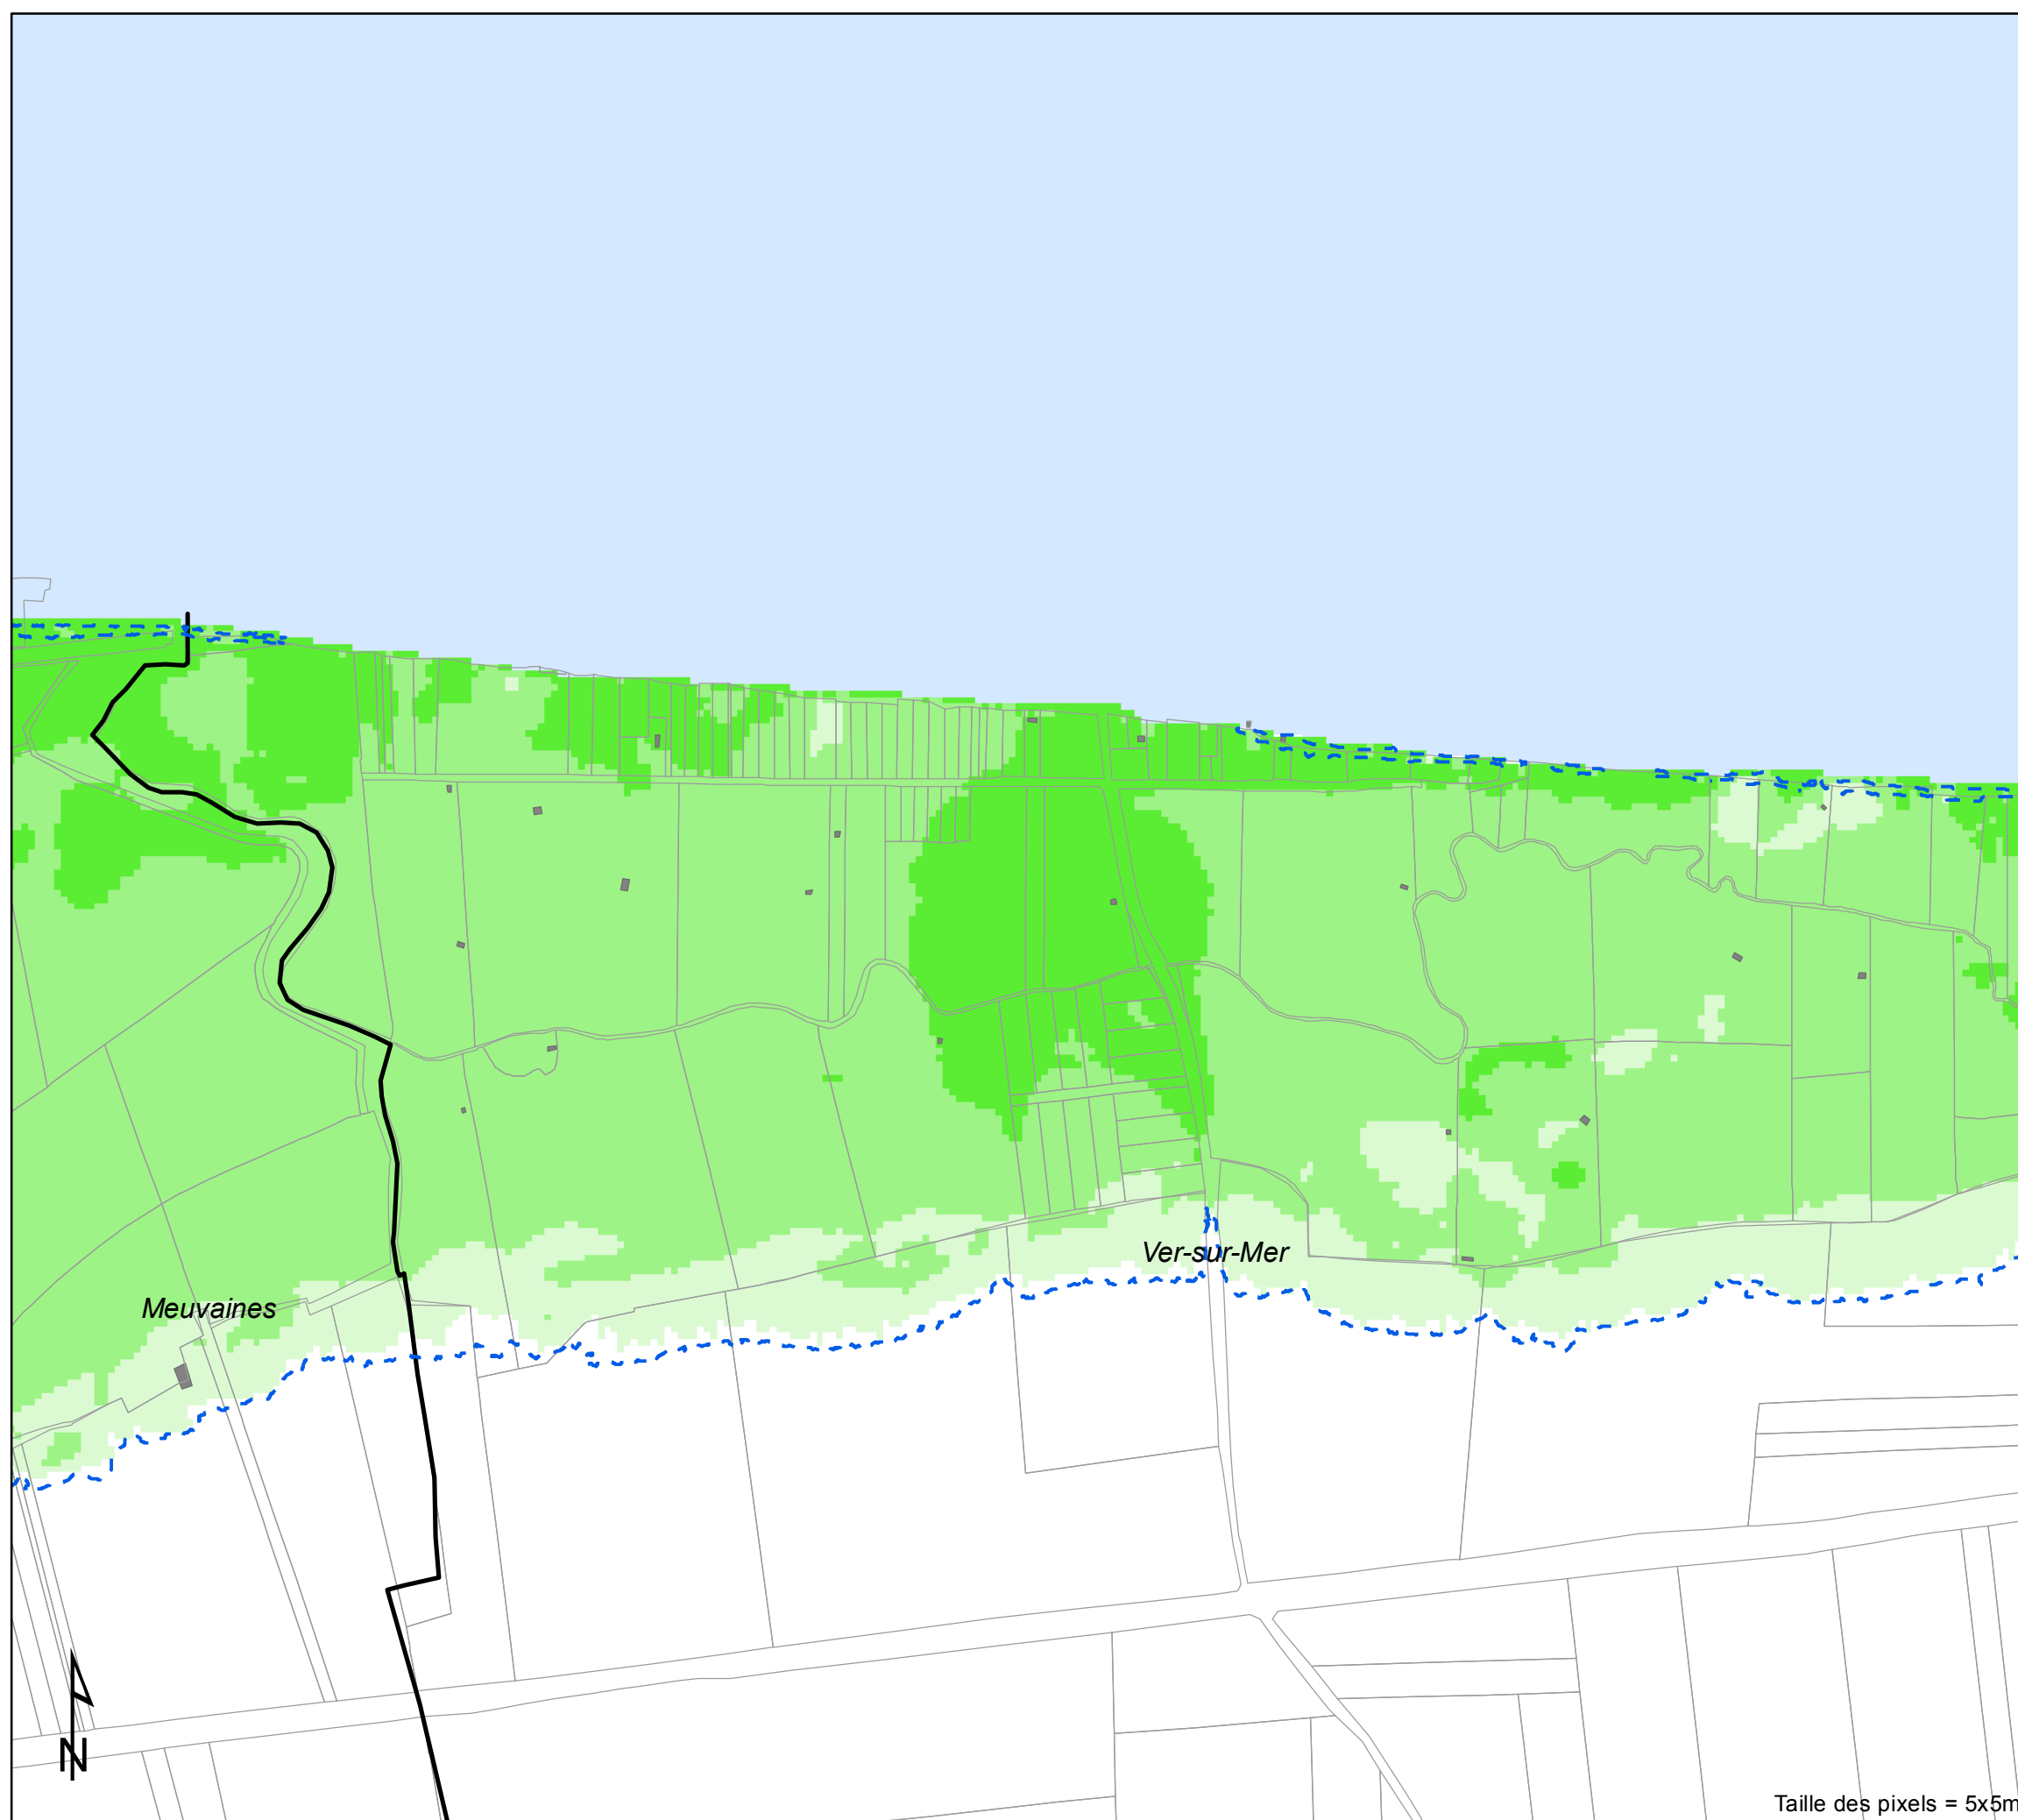 Ver-sur-Mer
Meuvaines
N
Taille des pixels = 5x5m